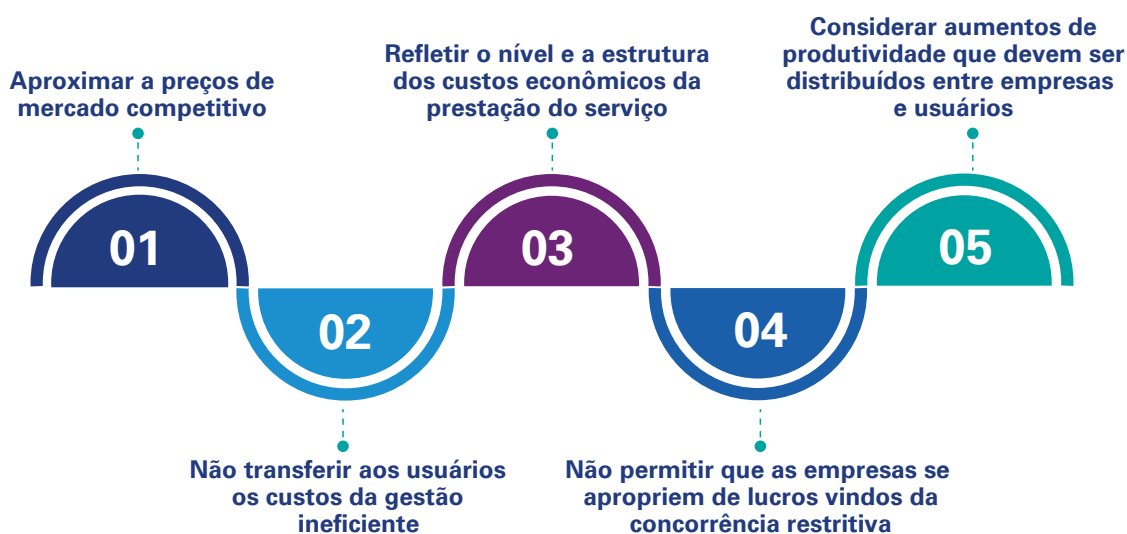 Aproximar a preços de
mercado competitivo
01
Não transferir aos usuários
os custos da gestão
ineficiente
02
Refletir o nível e a estrutura
dos custos econômicos da
prestação do serviço
03
Não permitir que as empresas se
apropriem de lucros vindos da
concorrência restritiva
04
Considerar aumentos de
produtividade que devem ser
distribuídos entre empresas
e usuários
05